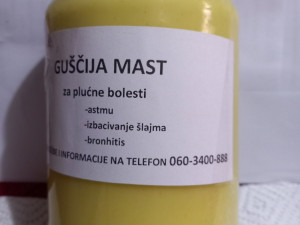 GUŠČIJA MAST
za plućne bolesti
-astmu
-izbacivanje šlajma
-bronhitis
I INFORMACIJE NA TELEFON 060-3400-888